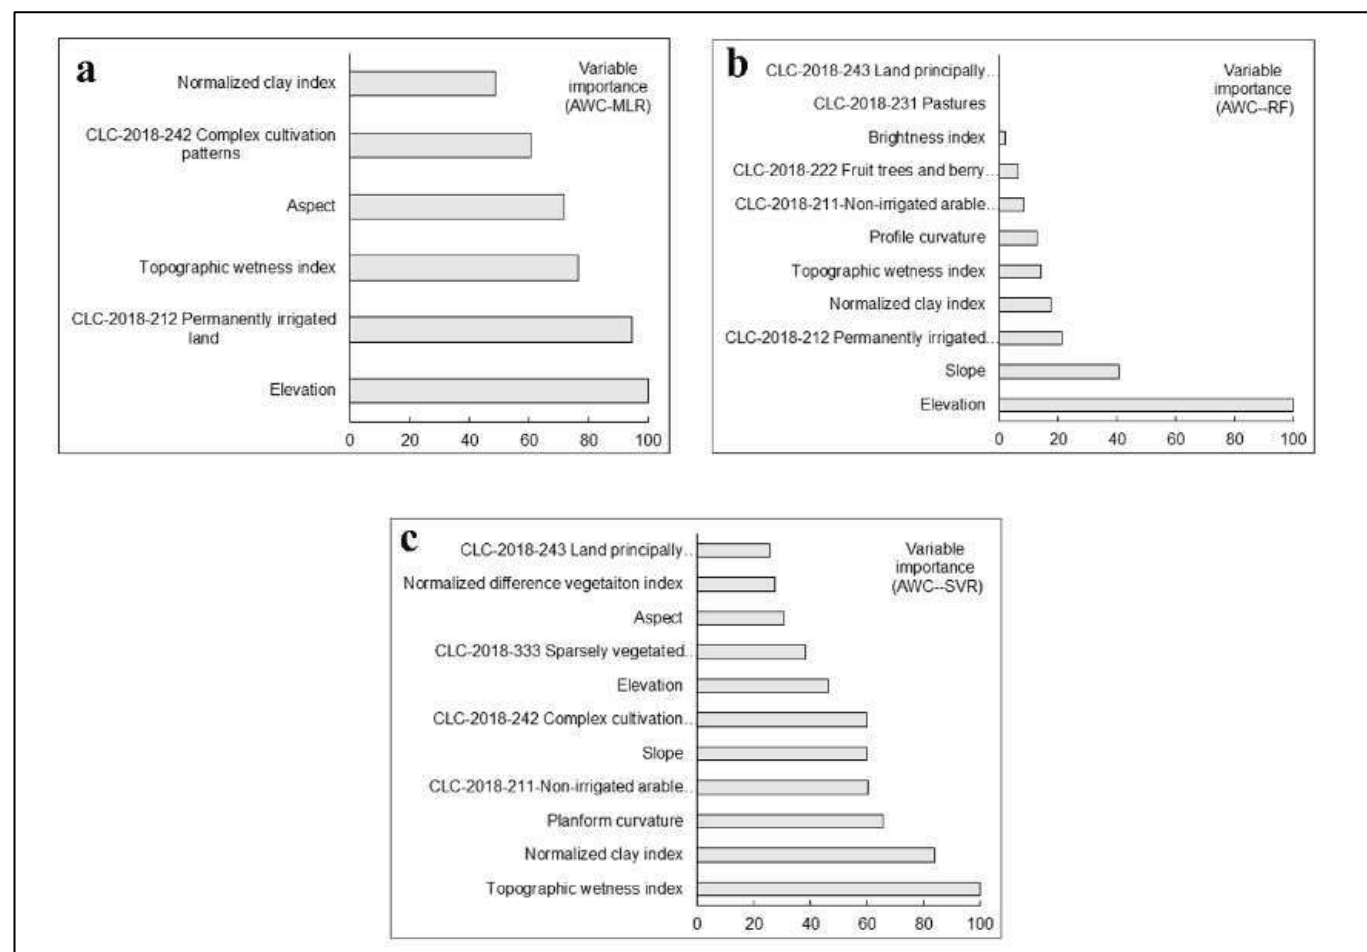 a
Variable
importance
(AWC-MLR)
Normalized clay index
CLC-2018-242 Complex cultivation
patterns
Aspect
Topographic wetness index
CLC-2018-212 Permanently irrigated
land
Elevation
0 20 40 60 80 100
b
Variable
importance
(AWC--RF)
CLC-2018-243 Land principally ..
CLC-2018-231 Pastures
Brightness index
CLC-2018-222 Fruit trees and berry..
CLC-2018-211-Non-irrigated arable ..
Profile curvature
Topographic wetness index
Normalized clay index
CLC-2018-212 Permanently irrigated..
Slope
Elevation
0 20 40 60 80 100
c
Variable
importance
(AWC--SVR)
CLC-2018-243 Land principally..
Normalized difference vegetaiton index
Aspect
CLC-2018-333 Sparsely vegetated..
Elevation
CLC-2018-242 Complex cultivation ..
Slope
CLC-2018-211-Non-irrigated arable ..
Planform curvature
Normalized clay index
Topographic wetness index
0 20 40 60 80 100